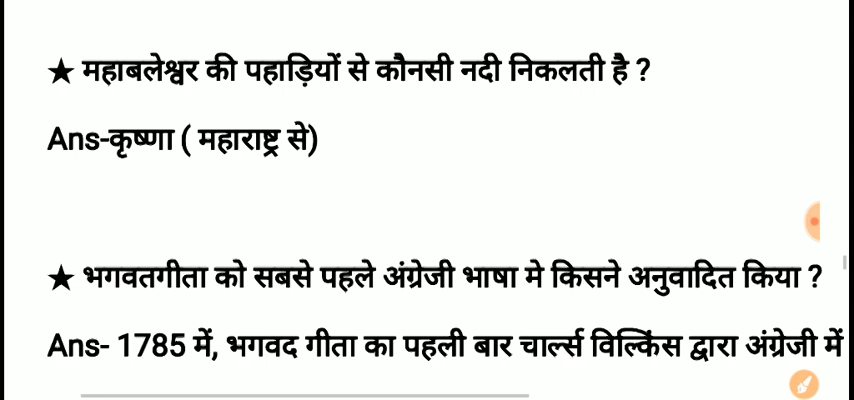 ★ महाबलेश्वर की पहाड़ियों से कौनसी नदी निकलती है ?
Ans-कृष्णा ( महाराष्ट्र से)
★ भगवतगीता को सबसे पहले अंग्रेजी भाषा मे किसने अनुवादित किया ?
Ans- 1785 में, भगवद गीता का पहली बार चार्ल्स विल्किंस द्वारा अंग्रेजी में